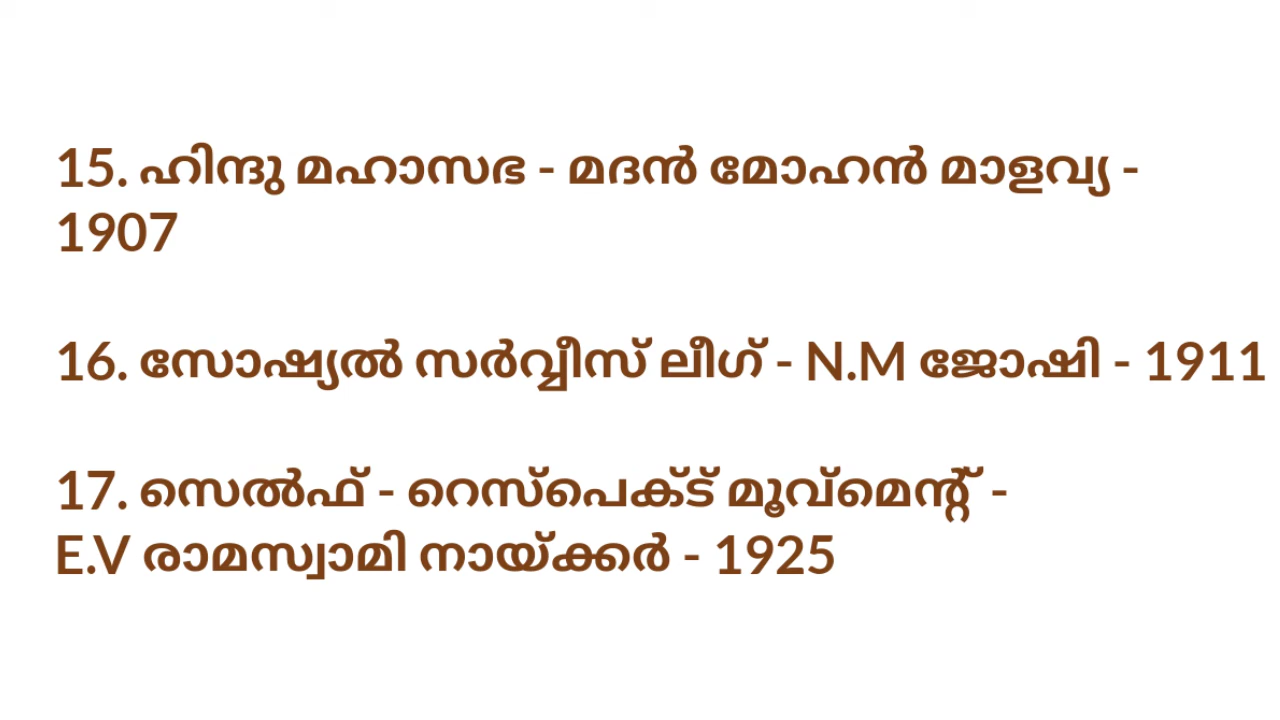 15. ഹിന്ദു മഹാസഭ - മദൻ മോഹൻ മാളവ്യ -
1907
16. സോഷ്യൽ സർവ്വീസ് ലീഗ് - N.M ജോഷി - 1911
17. സെൽഫ് - റെസ്പെക്ട് മൂവ്മെന്റ് -
E.V രാമസ്വാമി നായ്ക്കർ - 1925